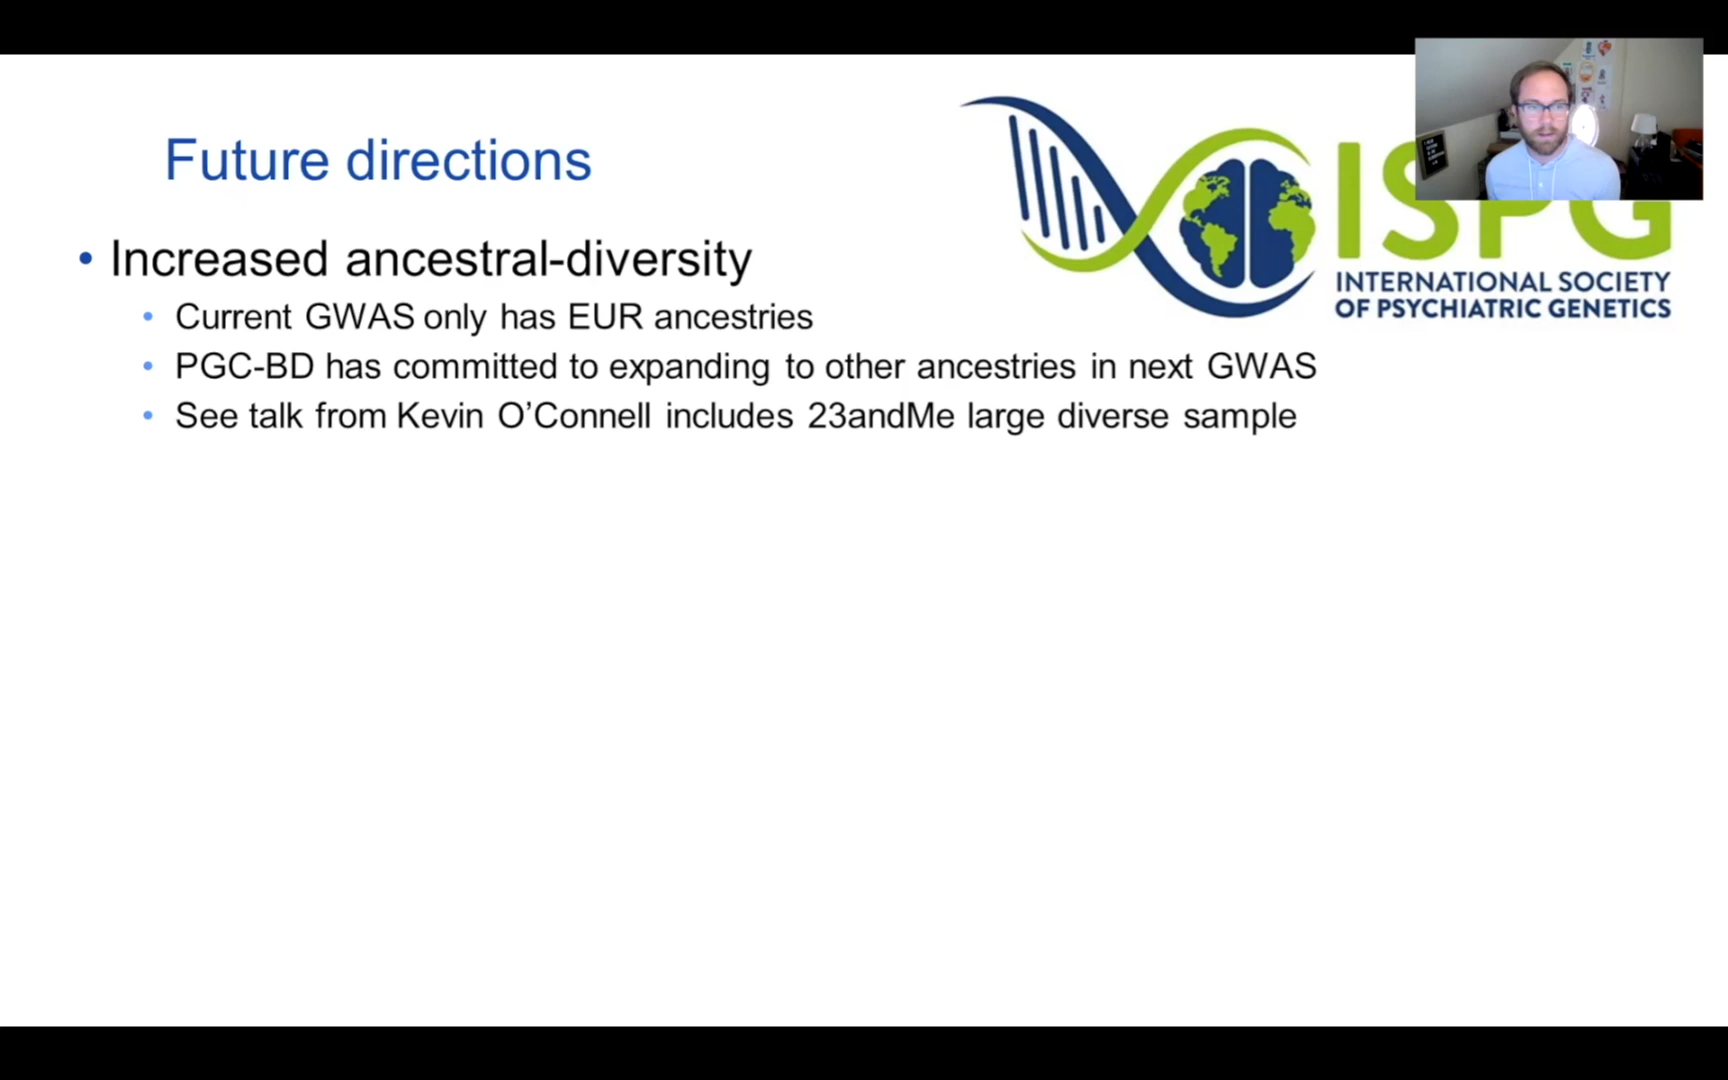 Future directions
ISPG
INTERNATIONAL SOCIETY
OF PSYCHIATRIC GENETICS
• Increased ancestral-diversity
• Current GWAS only has EUR ancestries
• PGC-BD has committed to expanding to other ancestries in next GWAS
• See talk from Kevin O’Connell includes 23andMe large diverse sample